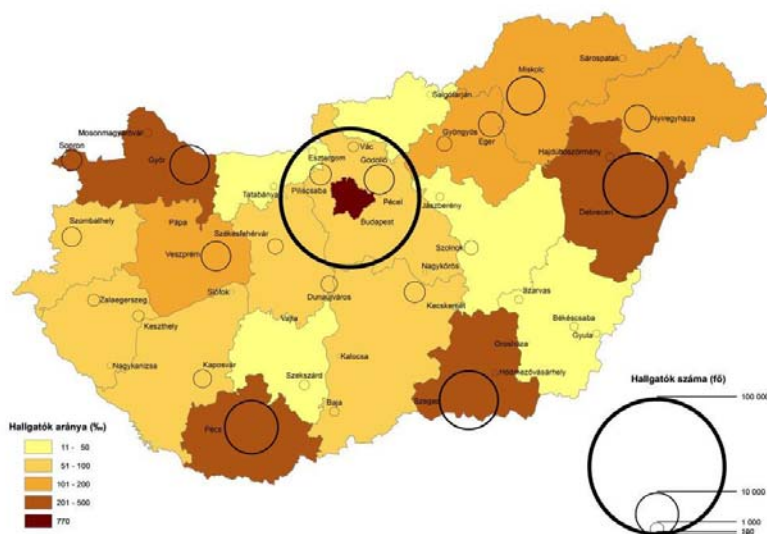 Sárospatak
Miskolc
Salgótarján
Nyíregyháza
Mosonmagyaróvár
Sopron
Győr
Gyöngyös
Eger
Vác
Esztergom
Gödöllő
Hajdúböszörmény
Tatabánya
Piliscsaba
Pécel
Jászberény
Debrecen
Budapest
Pápa
Szombathely
Székesfehérvár
Veszprém
Szolnok
Nagykőrös
Siófok
Dunaújváros
Kecskemét
Szarvas
Zalaegerszeg
Keszthely
Vajta
Békéscsaba
Gyula
Orosháza
Kalocsa
Nagykanizsa
Kaposvár
Szekszárd
Hódmezővásárhely
Baja
Szeged
Pécs
Hallgatók száma (fő)
100 000
10 000
1 000
100
Hallgatók aránya (‰)
11 - 50
51 - 100
101 - 200
201 - 500
770